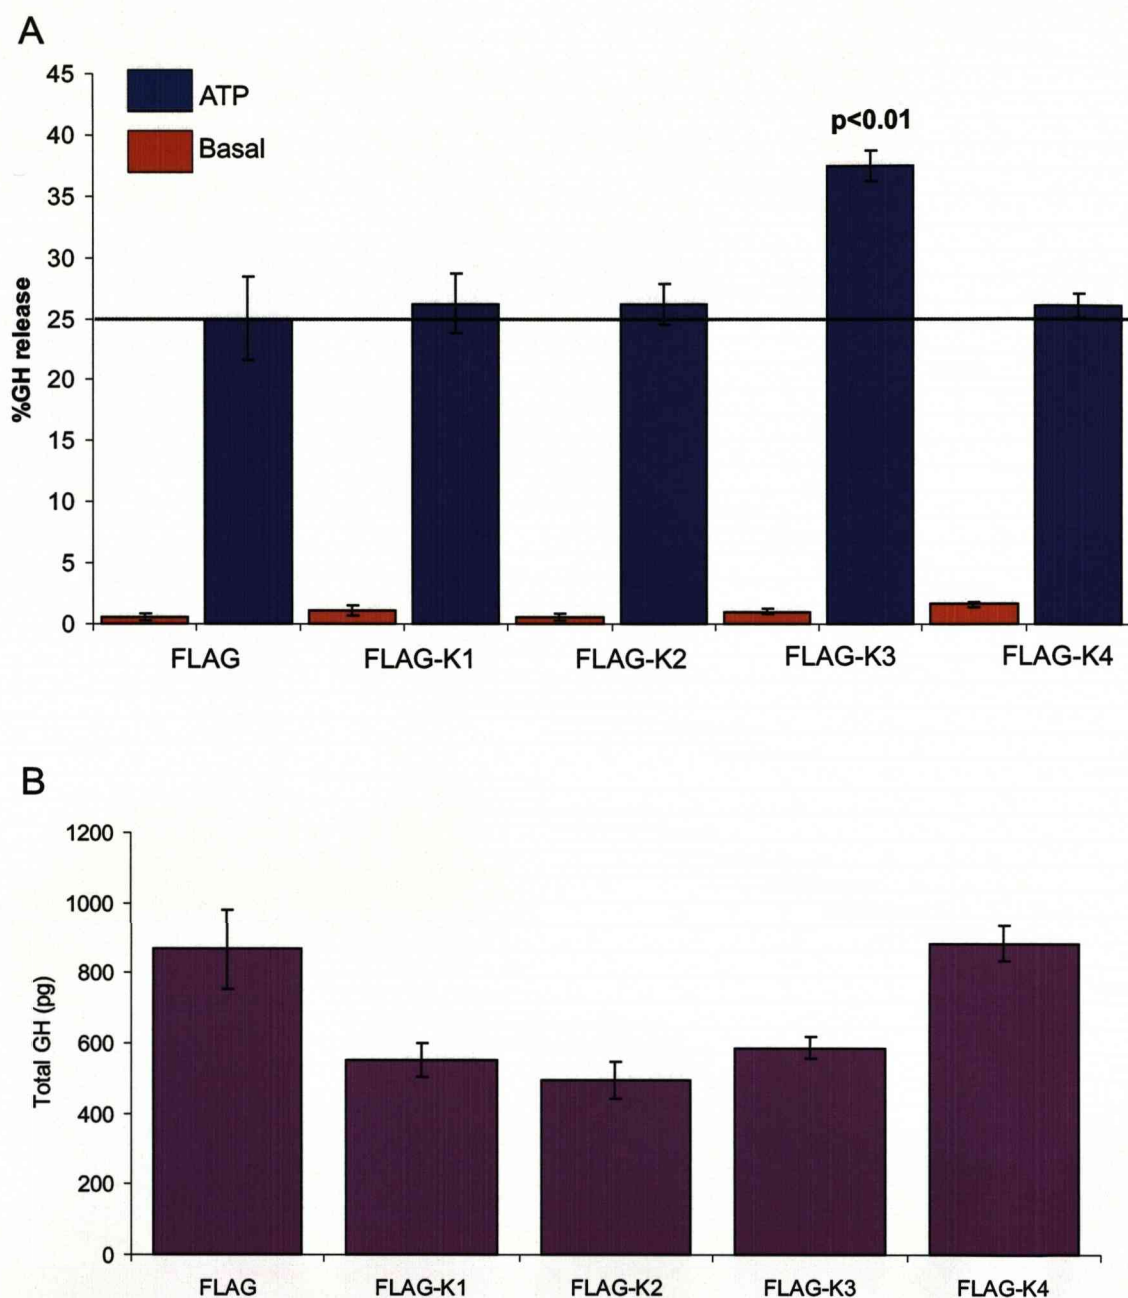 A
45
40
35
30
25
20
15
10
5
0
%GH release
ATP
Basal
p<0.01
FLAG
FLAG-K1
FLAG-K2
FLAG-K3
FLAG-K4
B
1200
1000
800
600
400
200
0
Total GH (pg)
FLAG
FLAG-K1
FLAG-K2
FLAG-K3
FLAG-K4